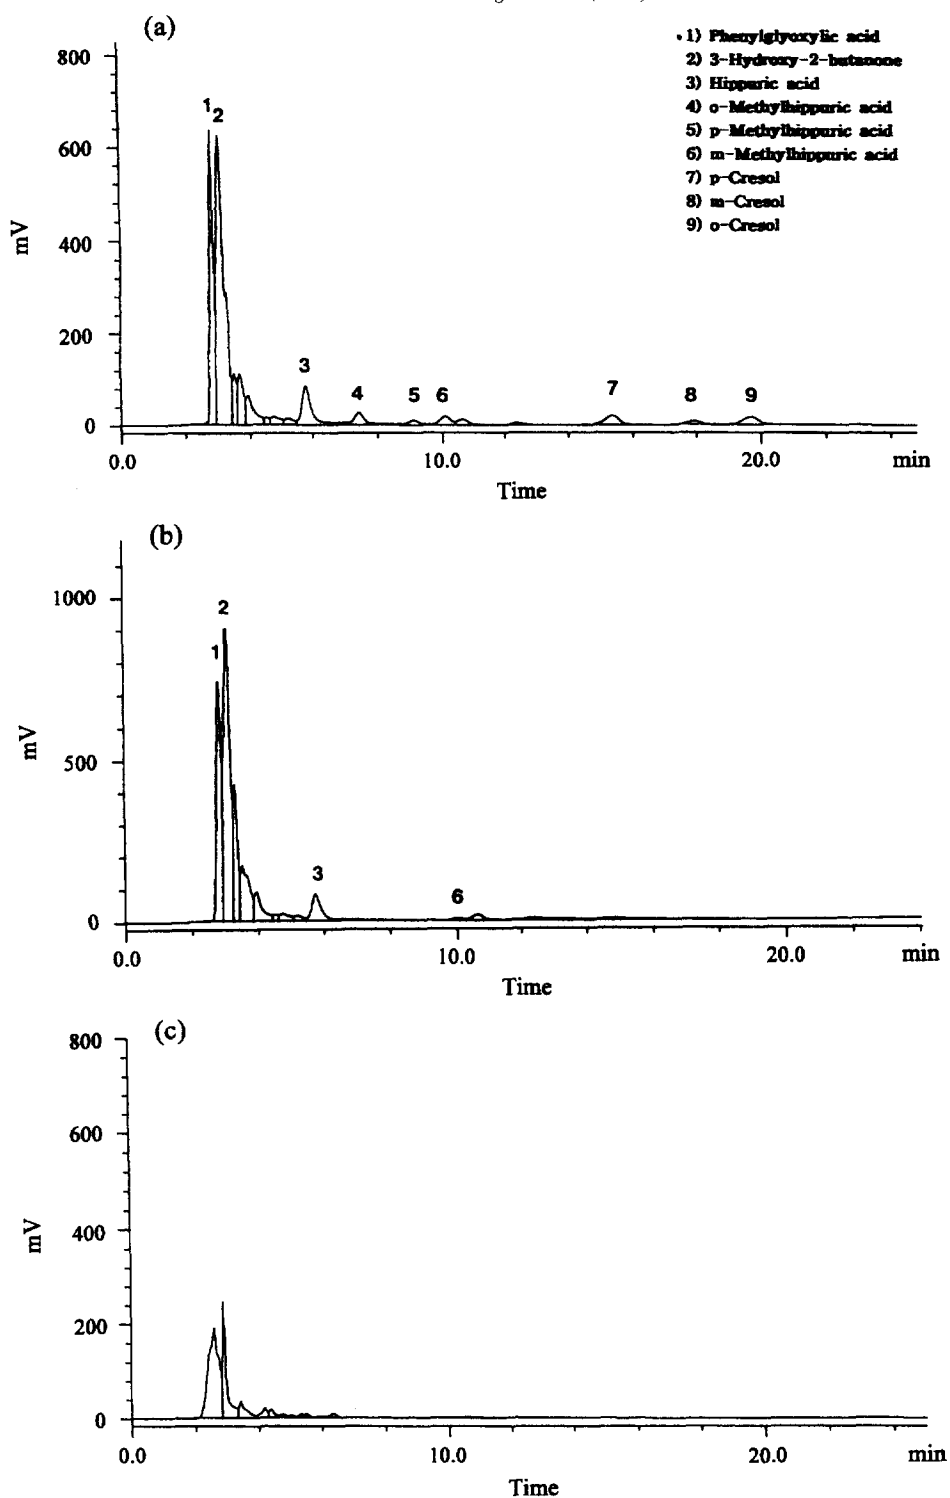 (a)
1) Phenylglyoxylic acid
2) 3-Hydroxy-2-butanone
3) Hippuric acid
4) o-Methylhippuric acid
5) p-Methylhippuric acid
6) m-Methylhippuric acid
7) p-Cresol
8) m-Cresol
9) o-Cresol
800
600
400
200
0
mV
1 2
3
4
5
6
7
8
9
0.0 10.0 20.0 min
Time
(b)
1000
500
0
mV
1
2
3
6
0.0 10.0 20.0 min
Time
(c)
800
600
400
200
0
mV
0.0 10.0 20.0 min
Time